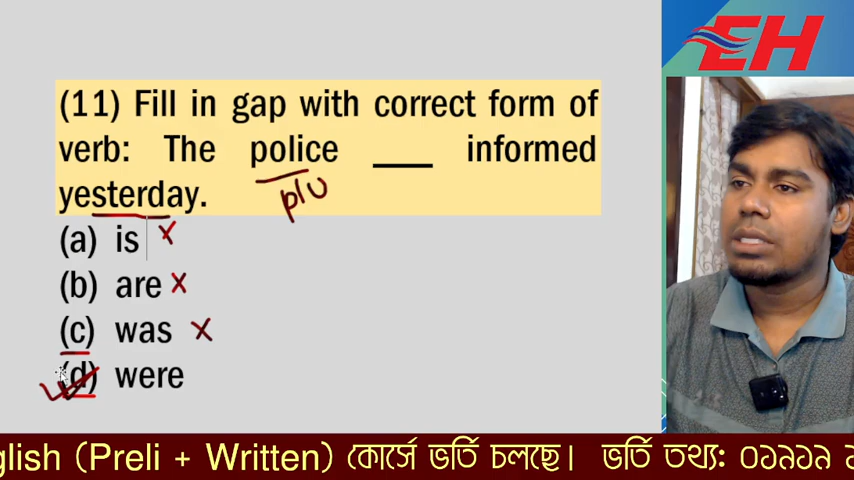 EH
(11) Fill in gap with correct form of
verb: The police ___ informed
yesterday.
plu
(a) is
(b) are
(c) was
(d) were
glish (Preli + Written) কোর্সে ভর্তি চলছে। ভর্তি তথ্য: ০১৯১৯